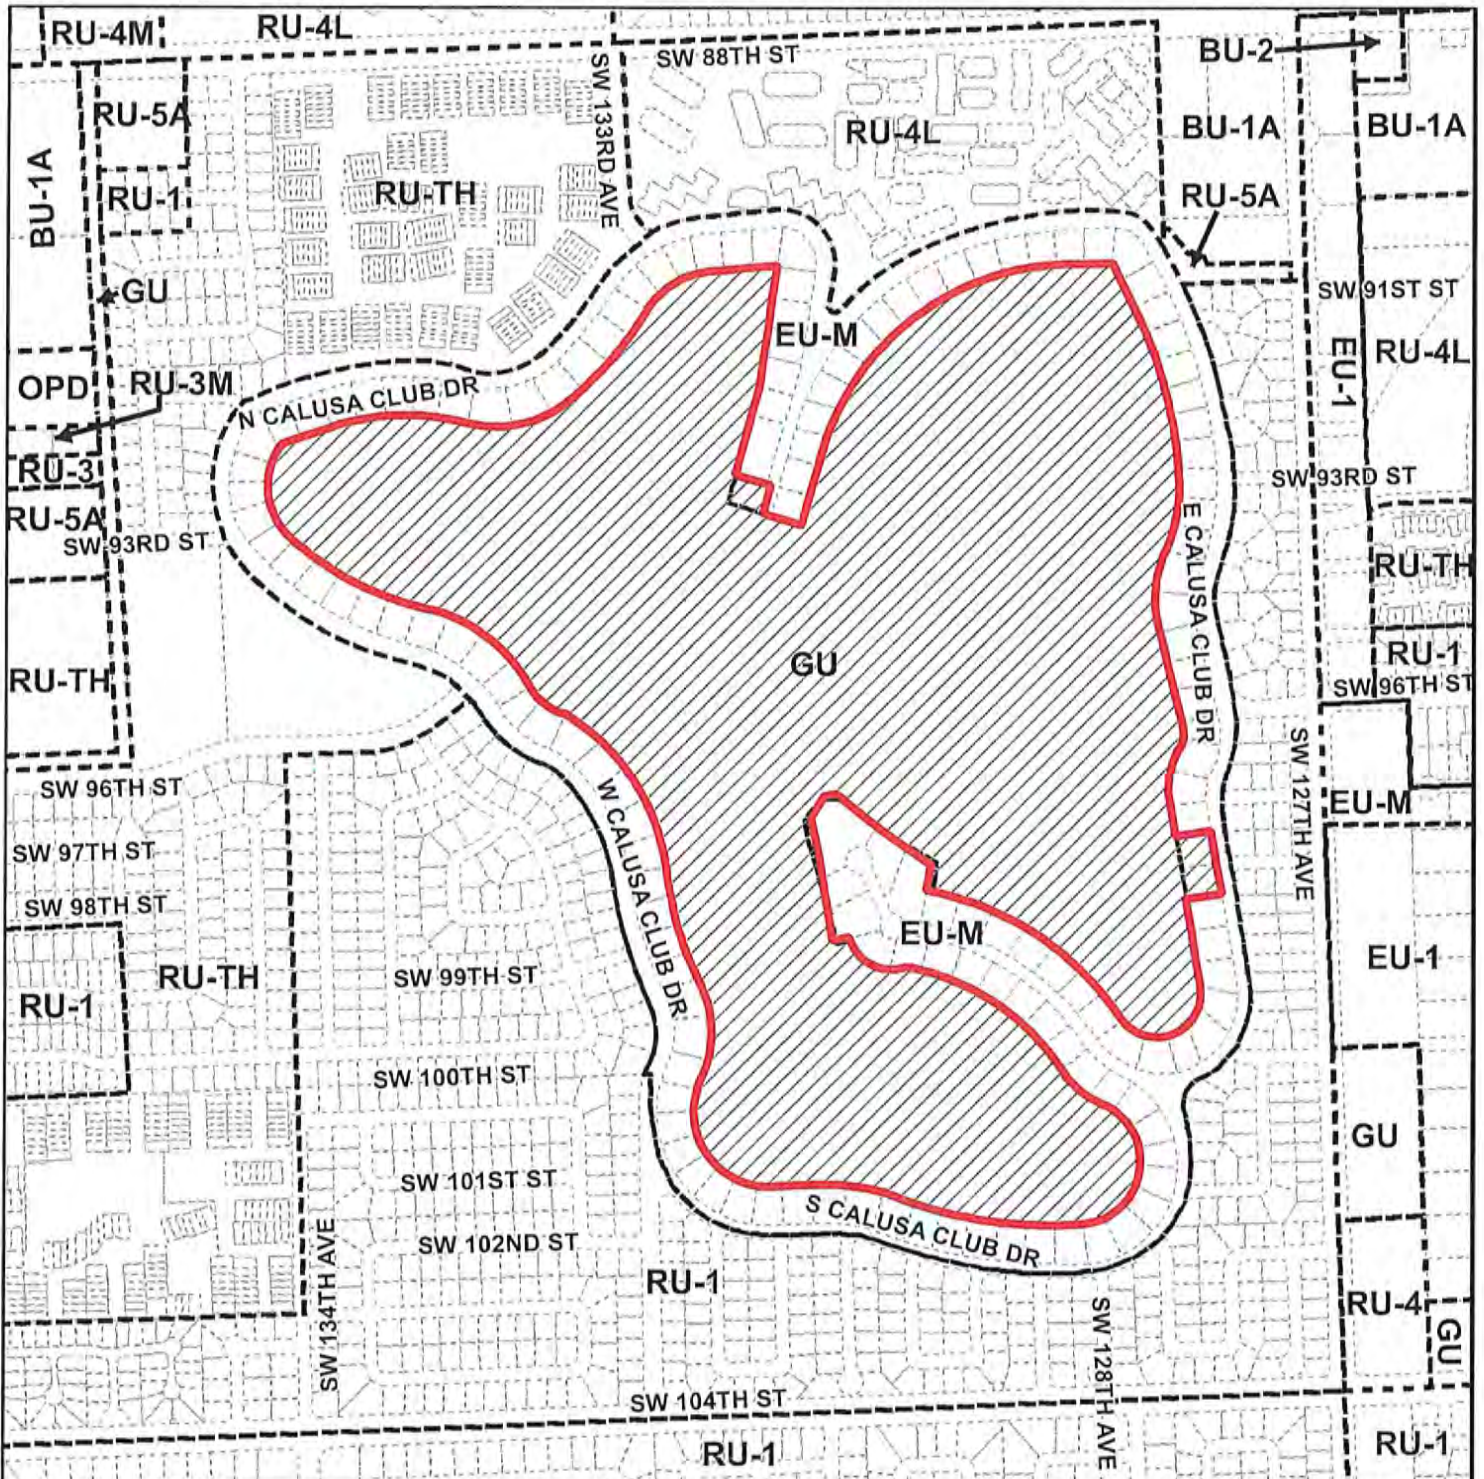 RU-4M
RU-4L
SW 88TH ST
BU-2
RU-5A
SW 133RD AVE
RU-4L
BU-1A
BU-1A
BU-1A
RU-1
RU-TH
RU-5A
GU
SW 91ST ST
EU-M
EU-1
RU-4L
OPD
RU-3M
N CALUSA CLUB DR
RU-3
SW 93RD ST
RU-5A
SW 93RD ST
E CALUSA CLUB DR
RU-TH
GU
RU-1
RU-TH
SW 96TH ST
SW 96TH ST
SW 127TH AVE
EU-M
W CALUSA CLUB DR
SW 97TH ST
SW 98TH ST
EU-M
EU-1
RU-TH
SW 99TH ST
RU-1
SW 100TH ST
GU
SW 101ST ST
S CALUSA CLUB DR
SW 102ND ST
SW 134TH AVE
RU-1
RU-4
GU
SW 128TH AVE
SW 104TH ST
RU-1
RU-1